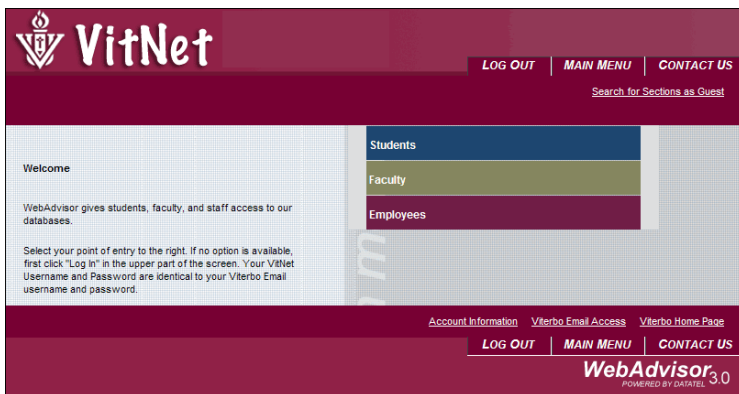 VitNet
LOG OUT MAIN MENU CONTACT US
Search for Sections as Guest
Students
Faculty
Employees
Welcome
WebAdvisor gives students, faculty, and staff access to our
databases.
Select your point of entry to the right. If no option is available,
first click "Log In" in the upper part of the screen. Your VitNet
Username and Password are identical to your Viterbo Email
username and password.
Account Information Viterbo Email Access Viterbo Home Page
LOG OUT MAIN MENU CONTACT US
WebAdvisor 3.0
POWERED BY DATATEL